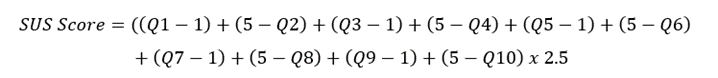 SUS Score = ((Q1 − 1) + (5 − Q2) + (Q3 − 1) + (5 − Q4) + (Q5 − 1) + (5 − Q6)
+ (Q7 − 1) + (5 − Q8) + (Q9 − 1) + (5 − Q10) x 2.5